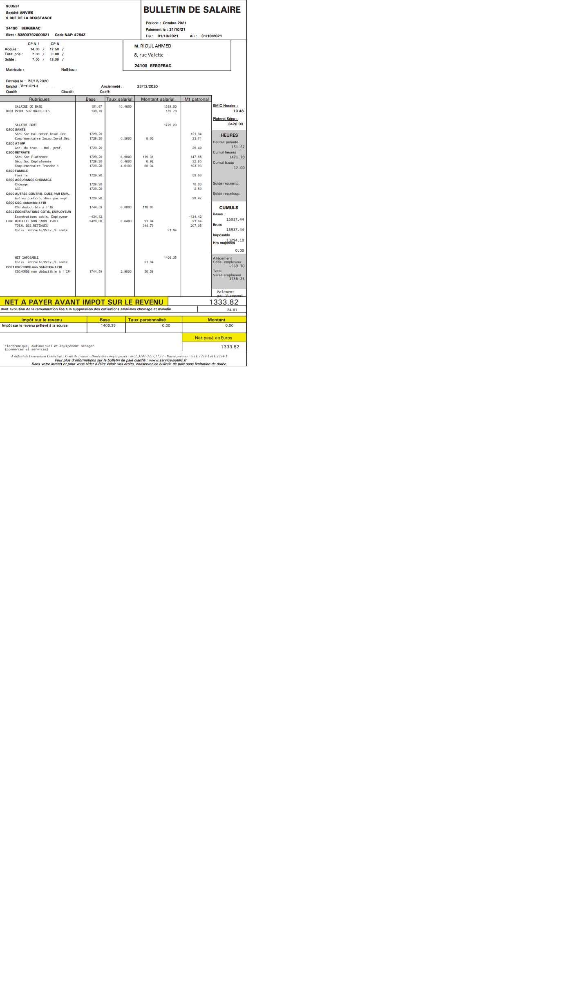 903531
Société ANVIES
9 RUE DE LA RESISTANCE
24100 BERGERAC
Siret : 83800792000021 Code NAF: 4754Z
BULLETIN DE SALAIRE
Période : Octobre 2021
Paiement le : 31/10/21
Du : 01/10/2021 Au : 31/10/2021
CP N-1 CP N
Acquis : 14.00 / 12.50 /
Total pris : 7.00 / 0.00 /
Solde : 7.00 / 12.50 /
M. RIOUL AHMED
8, rue Valette
24100 BERGERAC
Matricule : NoSécu.:
Entré(e) le : 23/12/2020
Emploi : Vendeur Ancienneté : 23/12/2020
Qualif: Classif: Coeff:
Rubriques Base Taux salarial Montant salarial Mt patronal
SALAIRE DE BASE 151.67 10.4800 1589.50
B001 PRIME SUR OBJECTIFS 139.70 139.70
SALAIRE BRUT 1729.20
Q100 SANTE
Sécu.Soc-Mal.Mater.Inval.Déc. 1729.20 121.04
Complémentaire Incap.Inval.Déc 1729.20 0.5000 8.65 23.71
Q200 AT-MP
Acc. du trav. - Mal. prof. 1729.20 29.40
Q300 RETRAITE
Sécu.Soc Plafonnée 1729.20 6.9000 119.31 147.85
Sécu.Soc Déplafonnée 1729.20 0.4000 6.92 32.85
Complémentaire Tranche 1 1729.20 4.0100 69.34 103.93
Q400 FAMILLE
Famille 1729.20 59.66
Q500 ASSURANCE CHOMAGE
Chômage 1729.20 70.03
AGS 1729.20 2.59
Q600 AUTRES CONTRIB. DUES PAR EMPL.
Autres contrib. dues par empl. 1729.20 28.47
Q800 CSG déductible à l'IR
CSG déductible à l'IR 1744.59 6.8000 118.63
Q802 EXONERATIONS COTIS, EMPLOYEUR
Exonérations cotis. Employeur -434.42 -434.42
EMNC MUTUELLE NON CADRE ISOLE 3428.00 0.6400 21.94 21.94
TOTAL DES RETENUES 344.79 207.05
Cotis. Retraite/Prév./F.santé 21.94
NET IMPOSABLE 1406.35
Cotis. Retraite/Prév./F.santé 21.94
Q801 CSG/CRDS non déductible à l'IR
CSG/CRDS non déductible à l'IR 1744.59 2.9000 50.59
SMIC Horaire :
10.48
Plafond Sécu :
3428.00
HEURES
Heures période
151.67
Cumul heures
1471.70
Cumul h.sup
12.00
Solde rep.remp.
Solde rep.récup.
CUMULS
Bases
15937.44
Bruts
15937.44
Imposable
13294.10
Hrs majorées
0.00
Allègement
Cotis. employeur
-569.30
Total
Versé employeur
1936.25
Paiement
par Virement
NET A PAYER AVANT IMPOT SUR LE REVENU 1333.82
dont évolution de la rémunération liée à la suppression des cotisations salariales chômage et maladie 24.81
Impôt sur le revenu Base Taux personnalisé Montant
Impôt sur le revenu prélevé à la source 1406.35 0.00 0.00
Net payé en Euros
1333.82
Electronique, audiovisuel et équipement ménager
(commerces et services)
A défaut de Convention Collective : Code du travail - Durée des congés payés : art.L.3141-3,6,7,11,12 - Durée préavis : art.L.1237-1 et L.1234-1
Pour plus d'informations sur le bulletin de paie clarifié : www.service-public.fr
Dans votre intérêt et pour vous aider à faire valoir vos droits, conservez ce bulletin de paie sans limitation de durée.